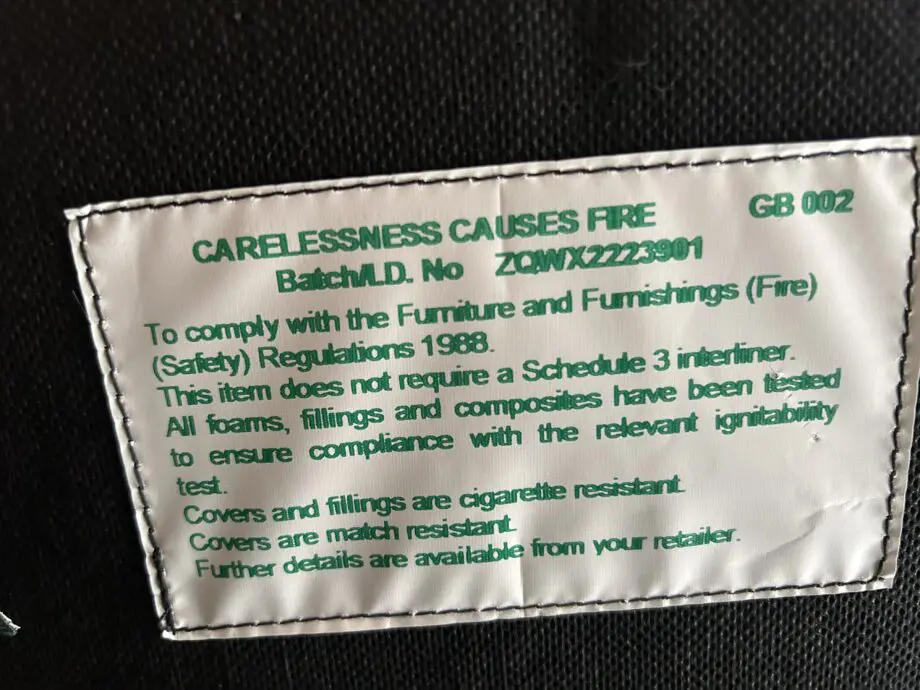 CARELESSNESS CAUSES FIRE GB 002
Batch/I.D. No ZQWX2223901
To comply with the Furniture and Furnishings (Fire)
(Safety) Regulations 1988.
This item does not require a Schedule 3 interliner.
All foams, fillings and composites have been tested
to ensure compliance with the relevant ignitability
test.
Covers and fillings are cigarette resistant.
Covers are match resistant.
Further details are available from your retailer.